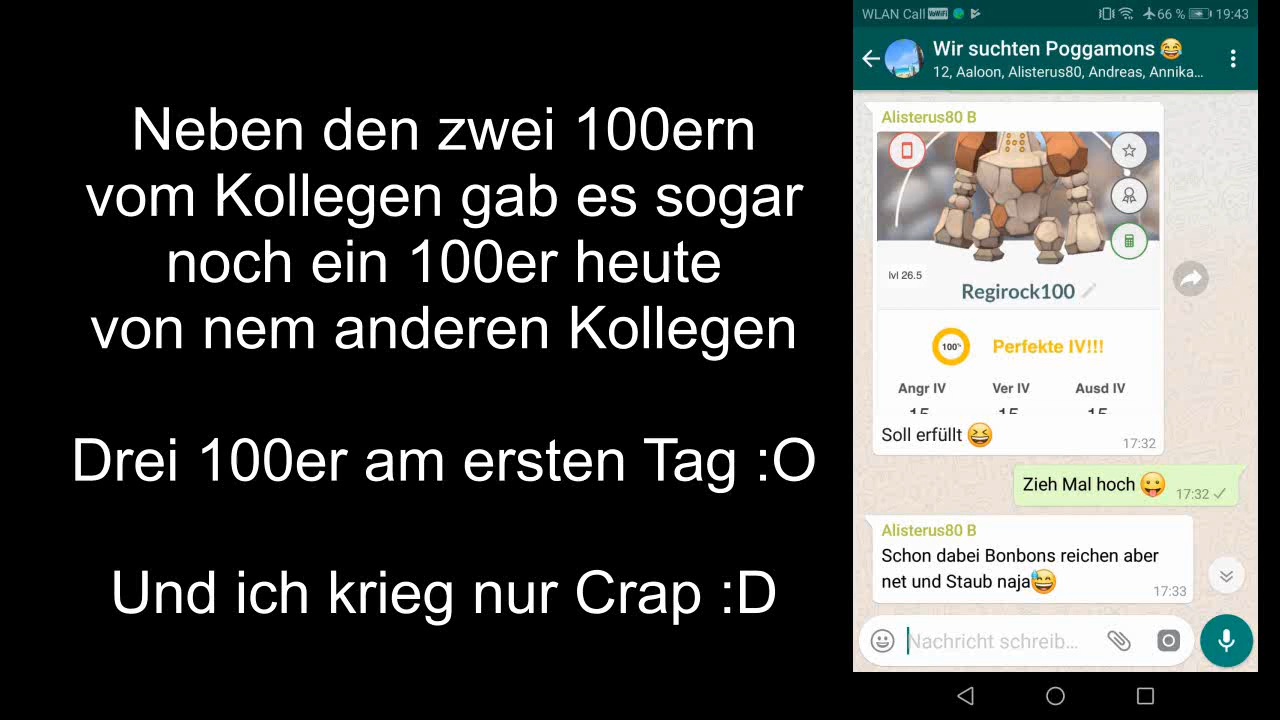 Neben den zwei 100ern
vom Kollegen gab es sogar
noch ein 100er heute
von nem anderen Kollegen
Drei 100er am ersten Tag :O
Und ich krieg nur Crap :D
WLAN Call VoWiFi 66 % 19:43
Wir suchten Poggamons 😂
12, Aaloon, Alisterus80, Andreas, Annika...
Alisterus80 B
lvl 26.5
Regirock100
100% Perfekte IV!!!
Angr IV Ver IV Ausd IV
15 15 15
Soll erfüllt 😆 17:32
Zieh Mal hoch 😛 17:32
Alisterus80 B
Schon dabei Bonbons reichen aber
net und Staub naja😅 17:33
Nachricht schreib...